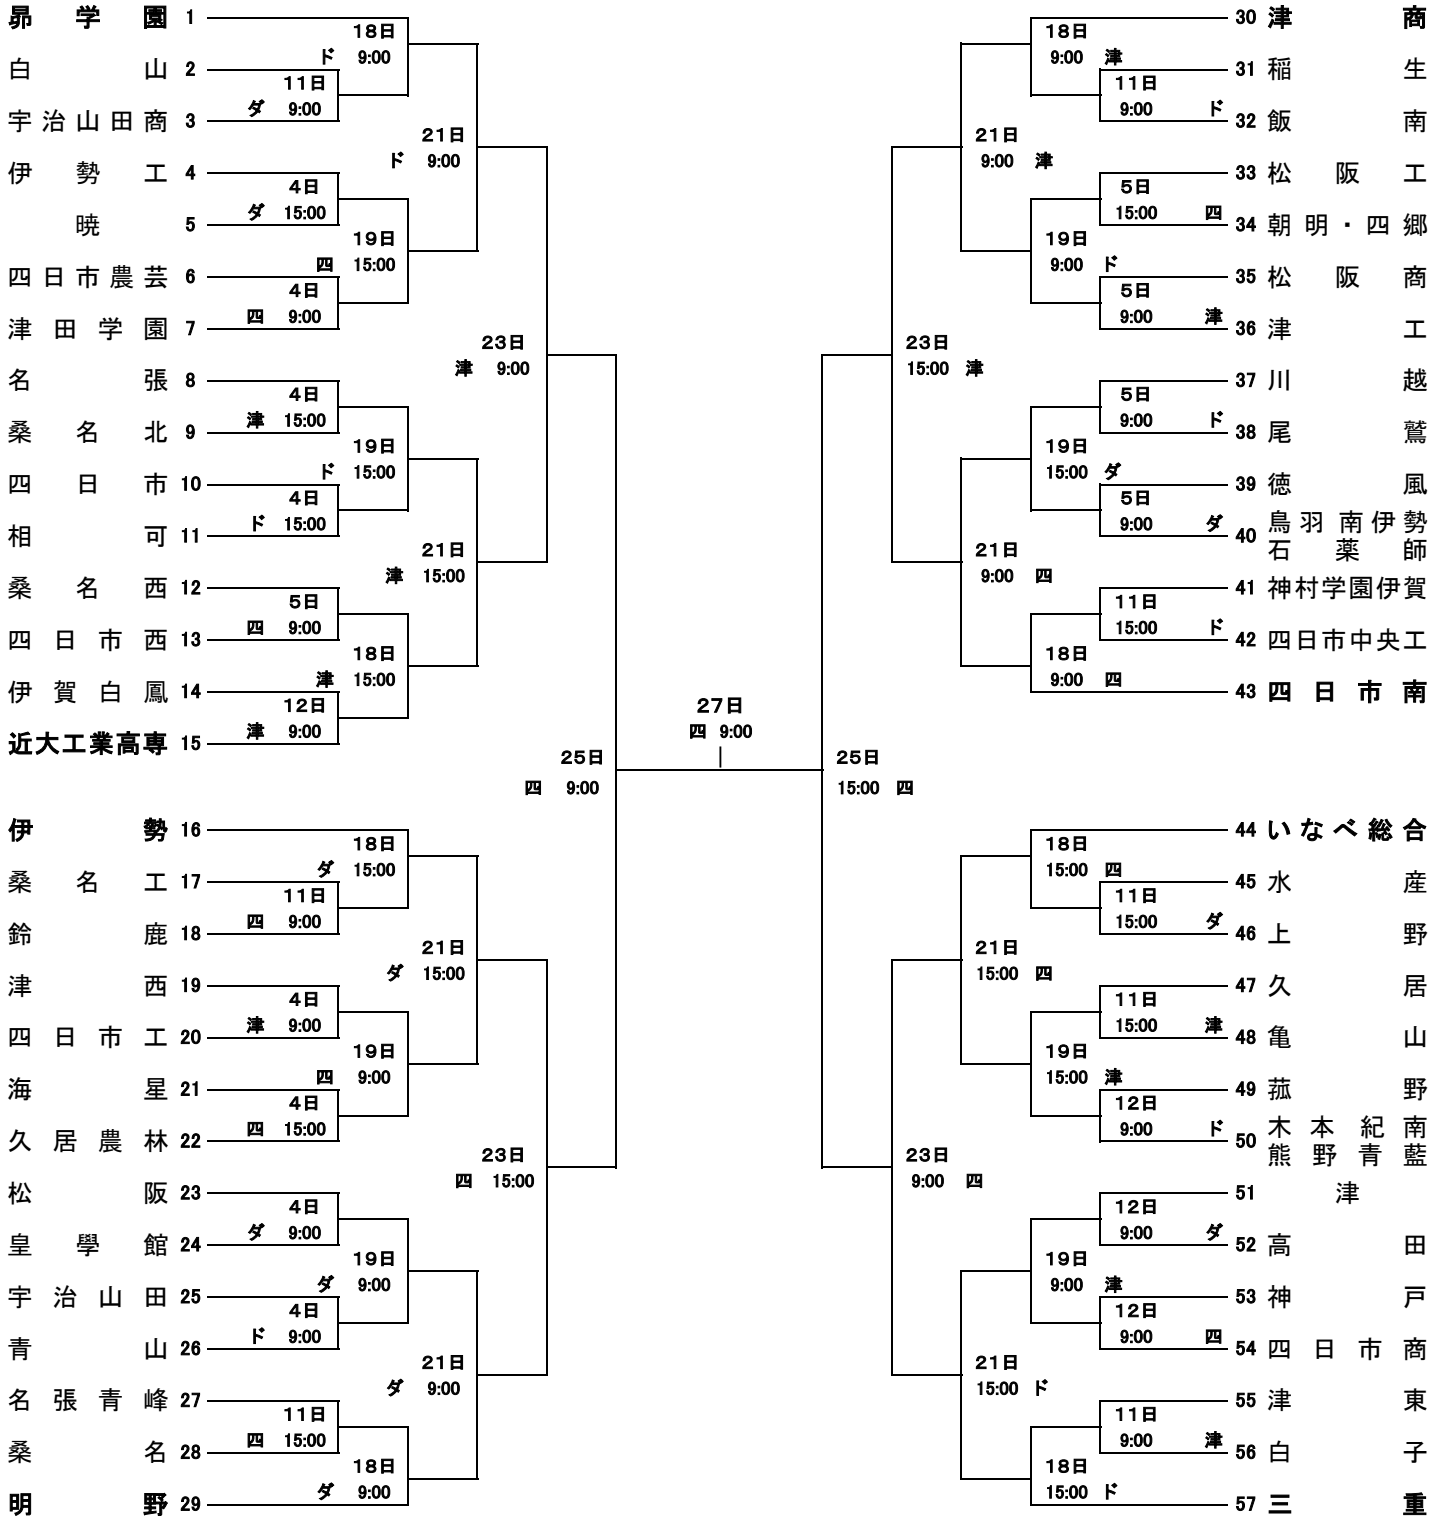 昴学園 1
18日
ド 9:00
白山 2
11日
ダ 9:00
宇治山田商 3
21日
ド 9:00
伊勢工 4
4日
ダ 15:00
暁 5
19日
四 15:00
四日市農芸 6
4日
四 9:00
津田学園 7
23日
津 9:00
名張 8
4日
津 15:00
桑名北 9
19日
ド 15:00
四日市 10
4日
ド 15:00
相可 11
21日
津 15:00
桑名西 12
5日
四 9:00
四日市西 13
18日
津 15:00
伊賀白鳳 14
12日
津 9:00
近大工業高専 15
25日
四 9:00
伊勢 16
18日
ダ 15:00
桑名工 17
11日
四 9:00
鈴鹿 18
21日
ダ 15:00
津西 19
4日
津 9:00
四日市工 20
19日
四 9:00
海星 21
4日
四 15:00
久居農林 22
23日
四 15:00
松阪 23
4日
ダ 9:00
皇學館 24
19日
ダ 9:00
宇治山田 25
4日
ド 9:00
青山 26
21日
ダ 9:00
名張青峰 27
11日
四 15:00
桑名 28
18日
ダ 9:00
明野 29
27日
四 9:00
30 津商
18日
9:00 津
31 稲生
11日
9:00 ド
32 飯南
21日
9:00 津
33 松阪工
5日
15:00 四
34 朝明・四郷
19日
9:00 ド
35 松阪商
5日
9:00 津
36 津工
23日
15:00 津
37 川越
5日
9:00 ド
38 尾鷲
19日
15:00 ダ
39 徳風
5日
9:00 ダ
40 鳥羽南伊勢
石薬師
21日
9:00 四
41 神村学園伊賀
11日
15:00 ド
42 四日市中央工
18日
9:00 四
43 四日市南
25日
15:00 四
44 いなべ総合
18日
15:00 四
45 水産
11日
15:00 ダ
46 上野
21日
15:00 四
47 久居
11日
15:00 津
48 亀山
19日
15:00 津
49 菰野
12日
9:00 ド
50 木本紀南
熊野青藍
23日
9:00 四
51 津
12日
9:00 ダ
52 高田
19日
9:00 津
53 神戸
12日
9:00 四
54 四日市商
21日
15:00 ド
55 津東
11日
9:00 津
56 白子
18日
15:00 ド
57 三重